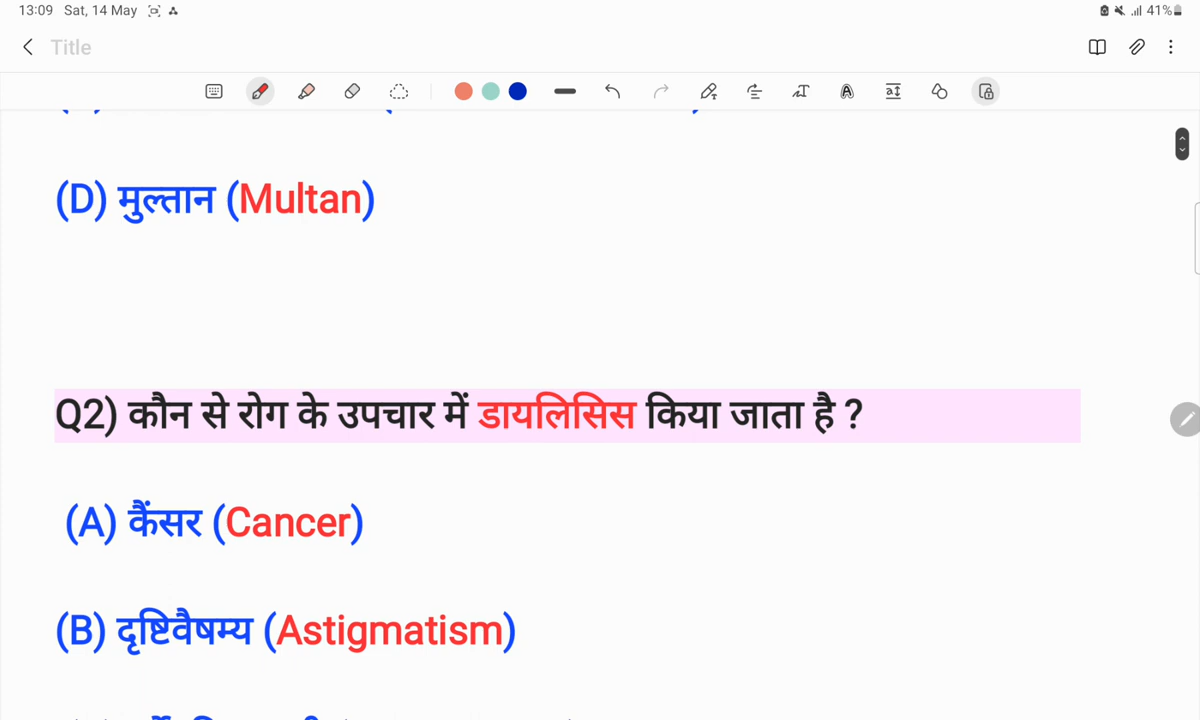 13:09 Sat, 14 May 41%
Title
(D) मुल्तान (Multan)
Q2) कौन से रोग के उपचार में डायलिसिस किया जाता है ?
(A) कैंसर (Cancer)
(B) दृष्टिवैषम्य (Astigmatism)